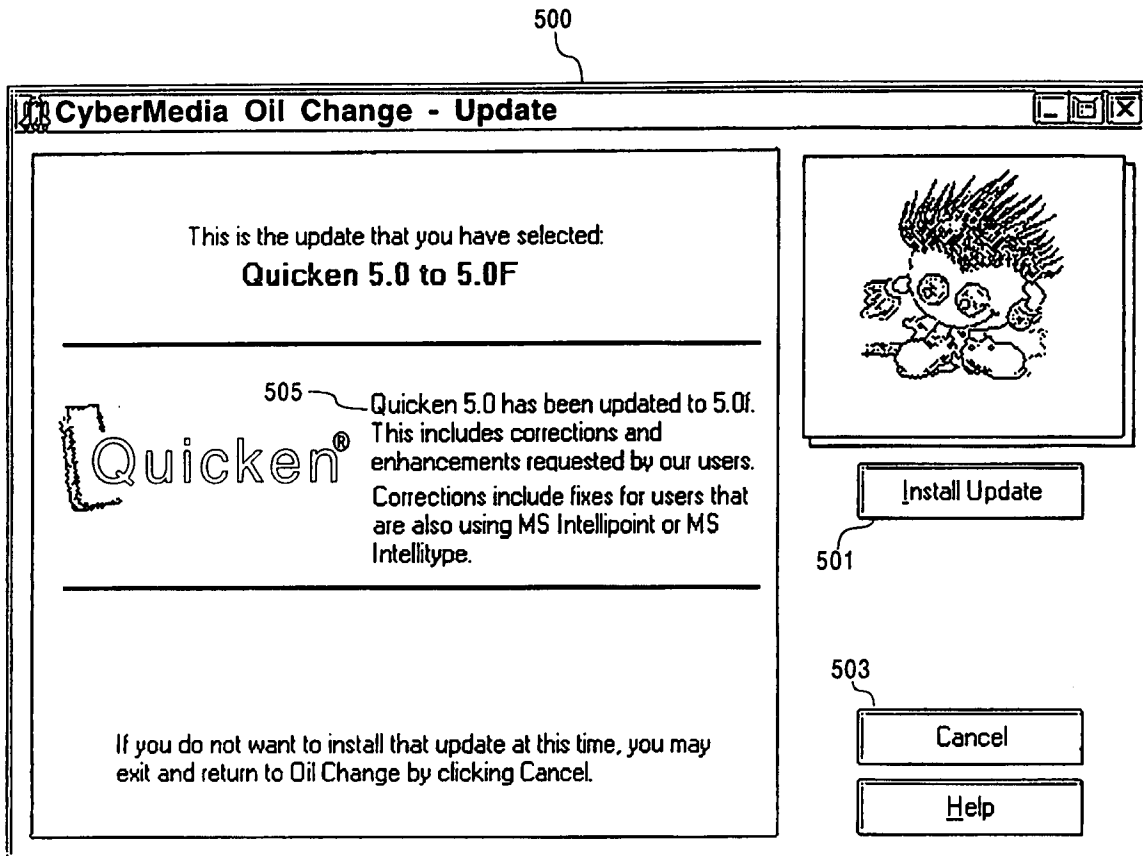 500
CyberMedia Oil Change - Update
This is the update that you have selected:
Quicken 5.0 to 5.0F
505
Quicken®
Quicken 5.0 has been updated to 5.0f.
This includes corrections and
enhancements requested by our users.
Corrections include fixes for users that
are also using MS Intellipoint or MS
Intellitype.
If you do not want to install that update at this time, you may
exit and return to Oil Change by clicking Cancel.
Install Update
501
503
Cancel
Help